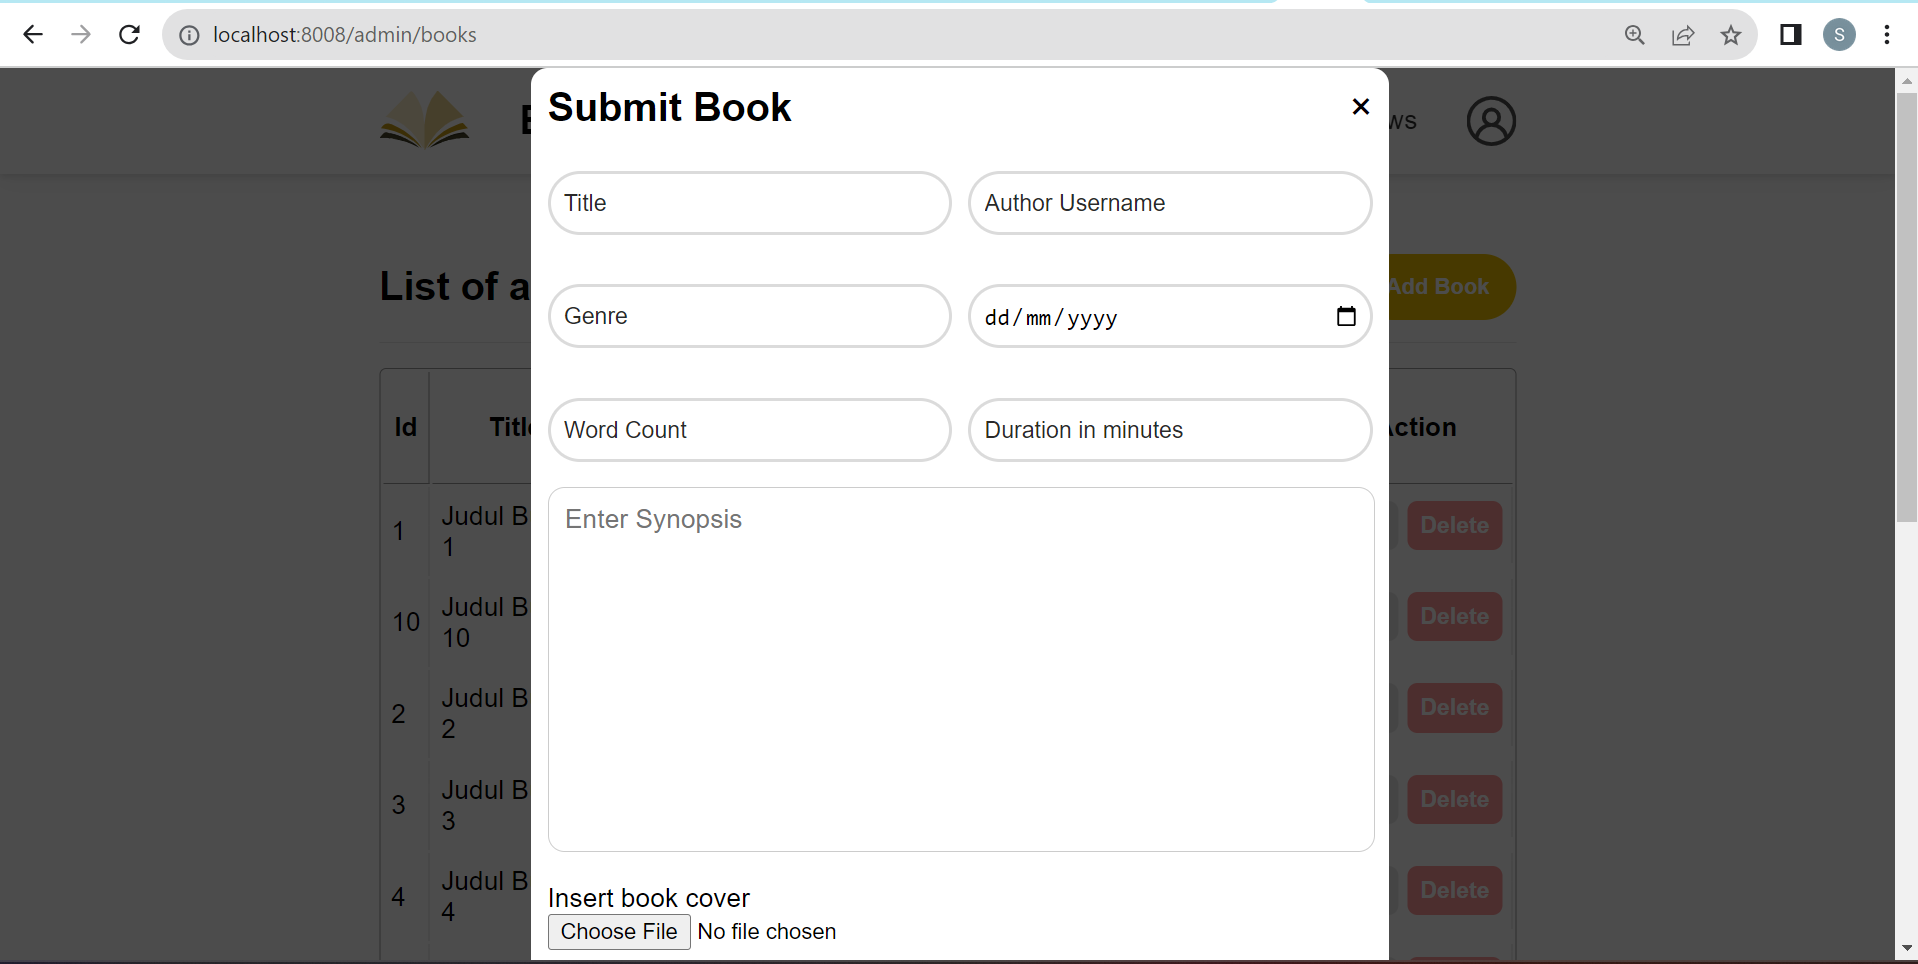 localhost:8008/admin/books
S
Submit Book
×
ws
Title
Author Username
List of a
Add Book
Genre
dd/mm/yyyy
Id
Title
Word Count
Duration in minutes
Action
Enter Synopsis
1
Judul B
1
Delete
10
Judul B
10
Delete
2
Judul B
2
Delete
3
Judul B
3
Delete
4
Judul B
4
Delete
Insert book cover
Choose File No file chosen